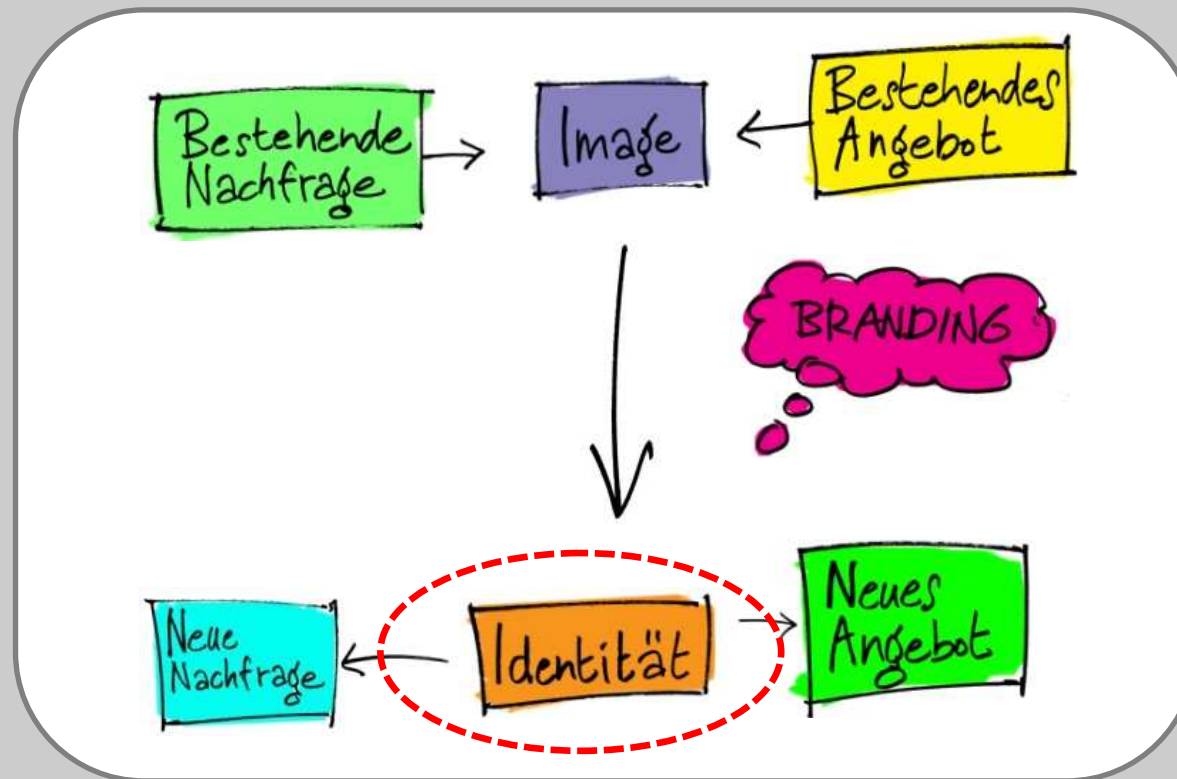 Bestehende
Nachfrage
Image
Bestehendes
Angebot
BRANDING
Neue
Nachfrage
Identität
Neues
Angebot